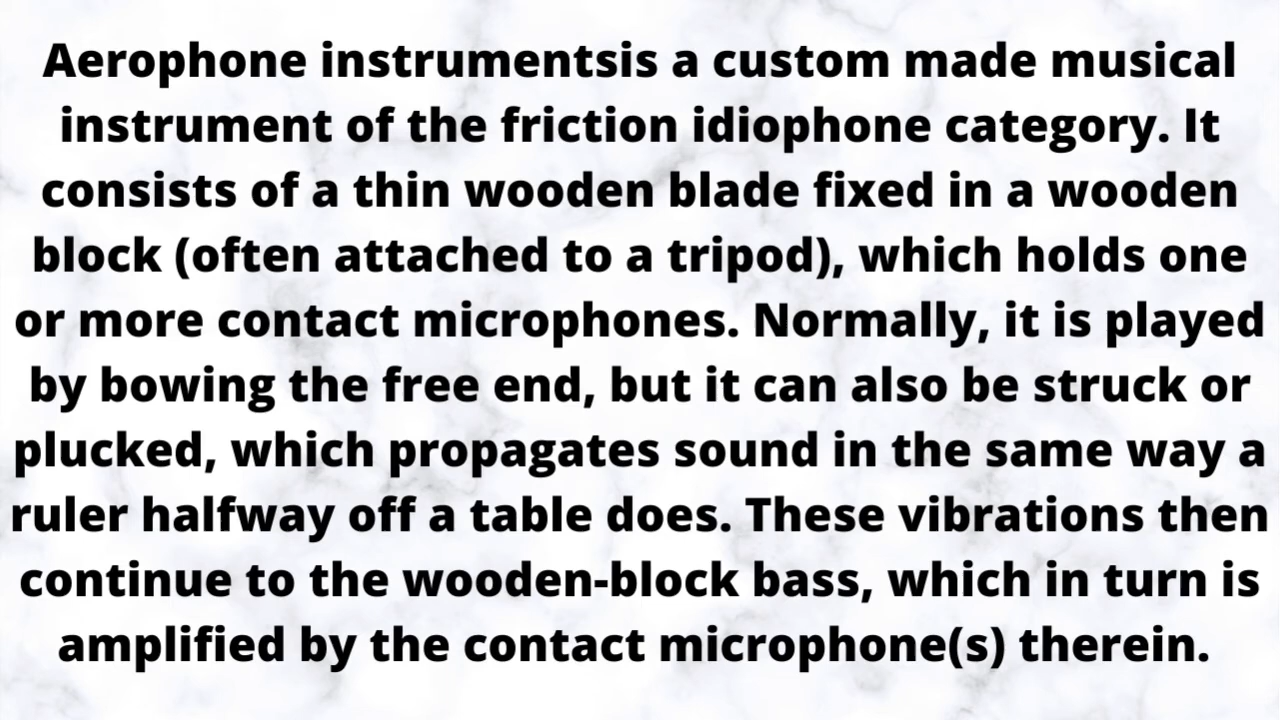 Aerophone instrumentsis a custom made musical
instrument of the friction idiophone category. It
consists of a thin wooden blade fixed in a wooden
block (often attached to a tripod), which holds one
or more contact microphones. Normally, it is played
by bowing the free end, but it can also be struck or
plucked, which propagates sound in the same way a
ruler halfway off a table does. These vibrations then
continue to the wooden-block bass, which in turn is
amplified by the contact microphone(s) therein.